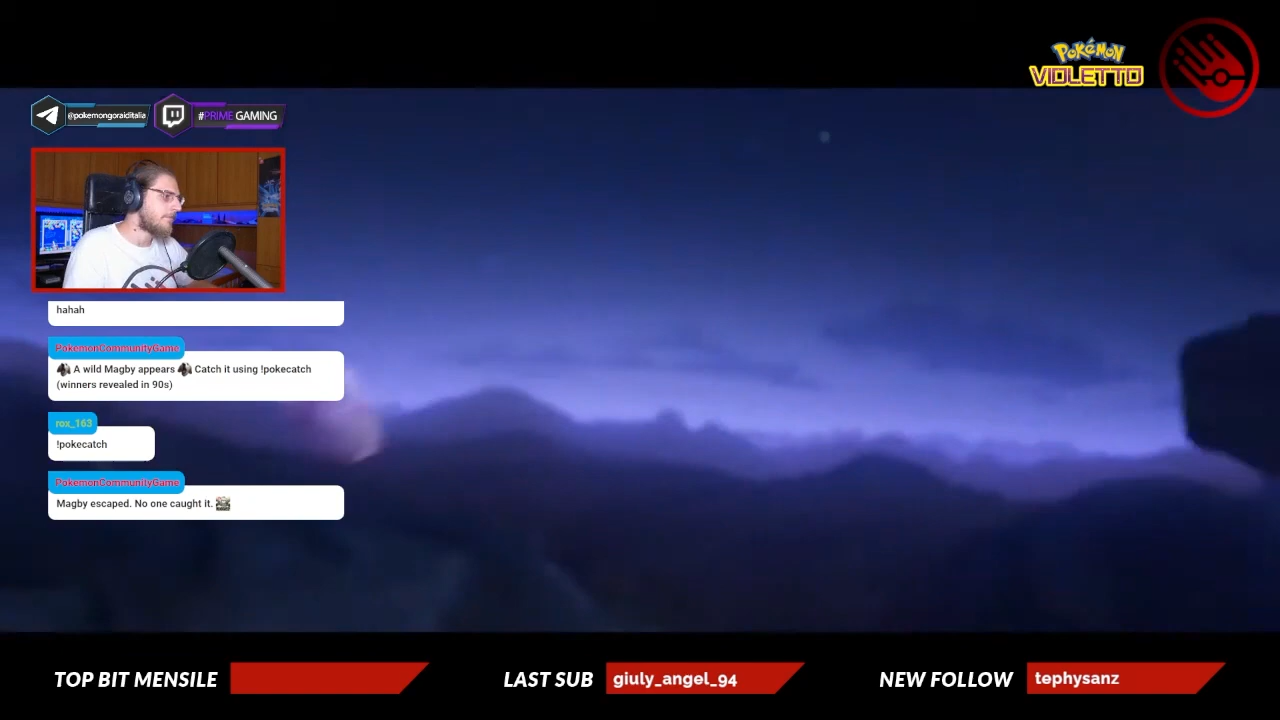 POKéMON
VIOLETTO
@pokemongoraiditalia
#PRIME GAMING
hahah
PokemonCommunityGame
A wild Magby appears Catch it using !pokecatch
(winners revealed in 90s)
rox_163
!pokecatch
PokemonCommunityGame
Magby escaped. No one caught it.
TOP BIT MENSILE
LAST SUB giuly_angel_94
NEW FOLLOW tephysanz